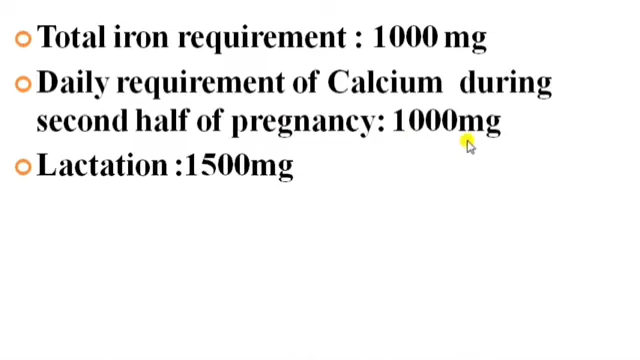 Total iron requirement : 1000 mg
Daily requirement of Calcium during
second half of pregnancy: 1000mg
Lactation :1500mg